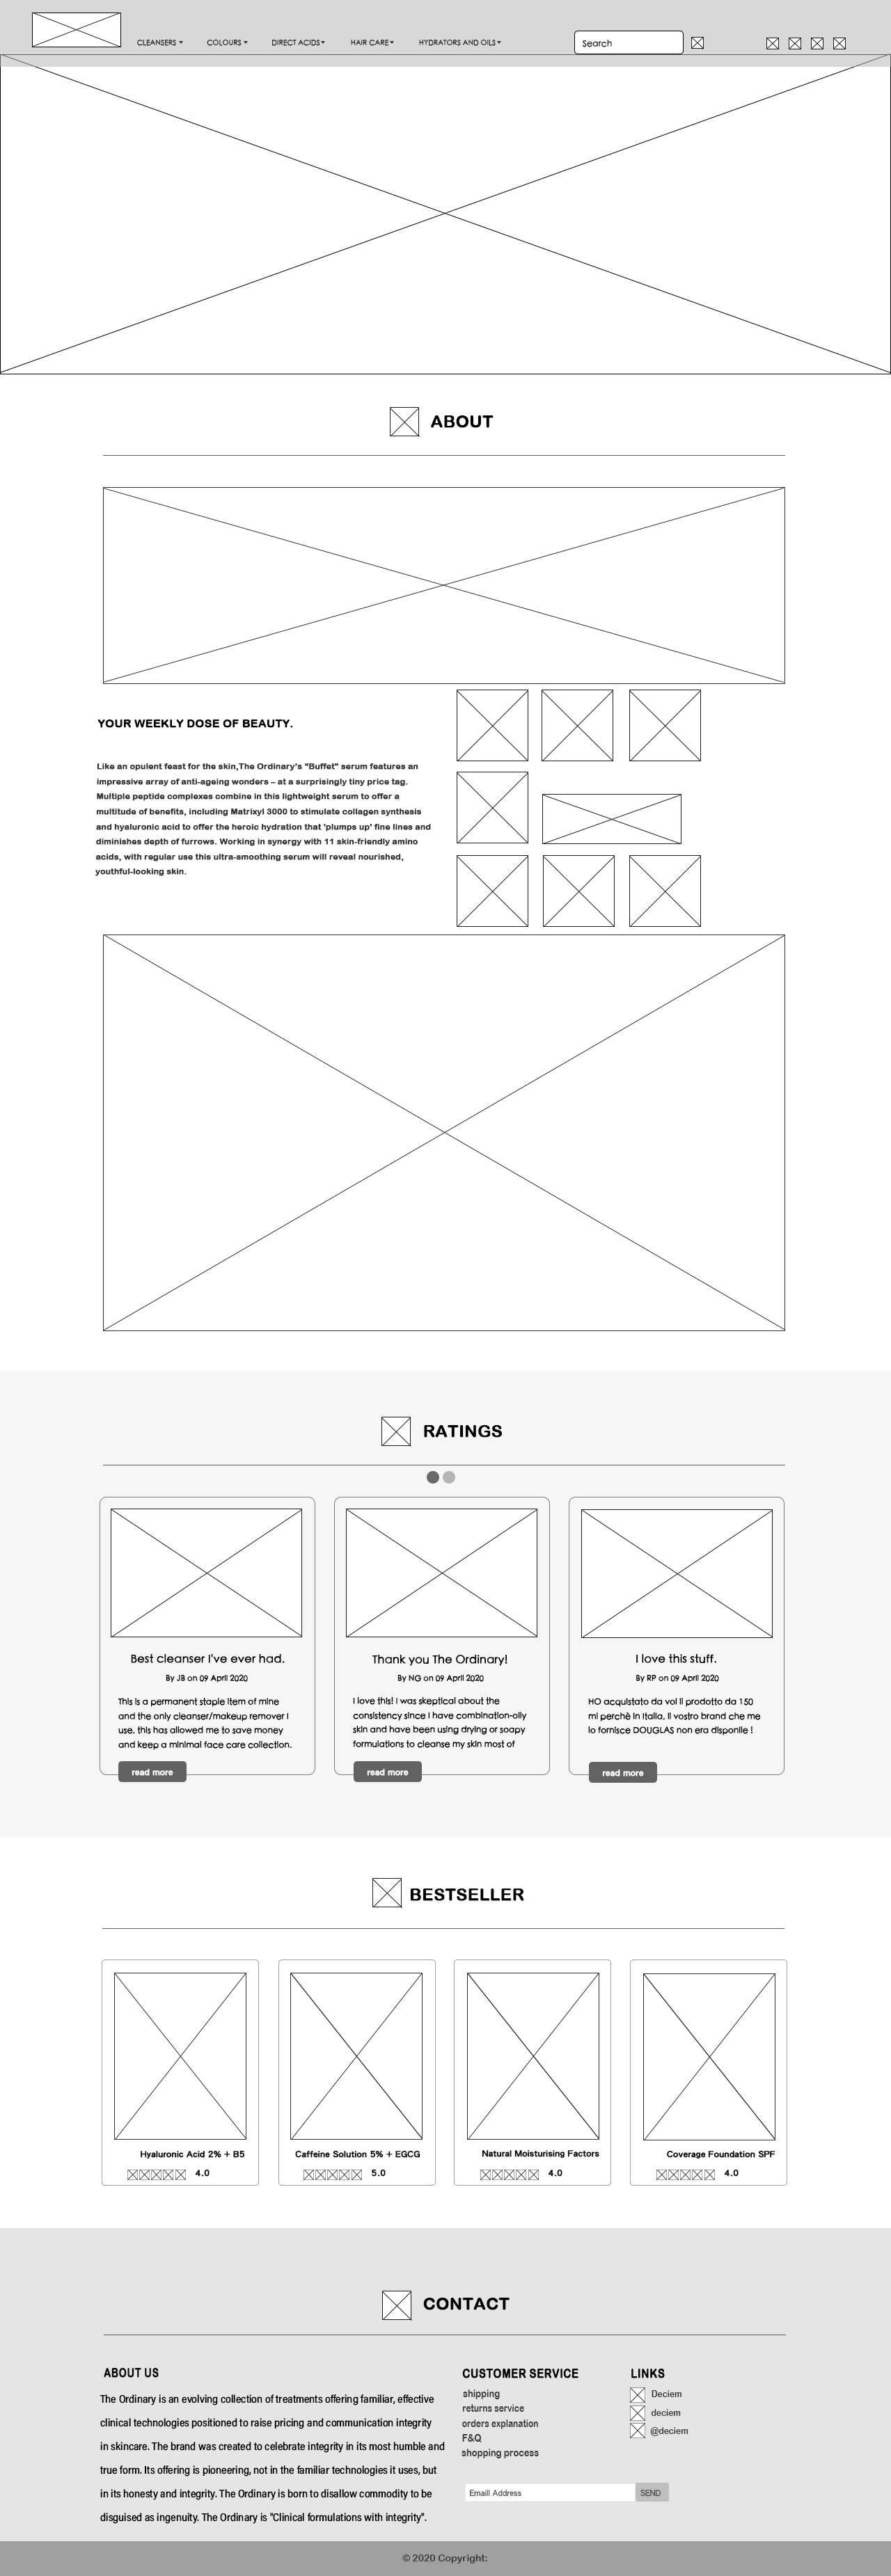 CLEANSERS COLOURS DIRECT ACIDS HAIR CARE HYDRATORS AND OILS Search
ABOUT
YOUR WEEKLY DOSE OF BEAUTY.
Like an opulent feast for the skin,The Ordinary's "Buffet" serum features an
impressive array of anti-ageing wonders – at a surprisingly tiny price tag.
Multiple peptide complexes combine in this lightweight serum to offer a
multitude of benefits, including Matrixyl 3000 to stimulate collagen synthesis
and hyaluronic acid to offer the heroic hydration that 'plumps up' fine lines and
diminishes depth of furrows. Working in synergy with 11 skin-friendly amino
acids, with regular use this ultra-smoothing serum will reveal nourished,
youthful-looking skin.
RATINGS
Best cleanser I've ever had.
By JB on 09 April 2020
This is a permanent staple item of mine
and the only cleanser/makeup remover I
use, this has allowed me to save money
and keep a minimal face care collection.
read more
Thank you The Ordinary!
By NG on 09 April 2020
I love this! I was skeptical about the
consistency since I have combination-oily
skin and have been using drying or soapy
formulations to cleanse my skin most of
read more
I love this stuff.
By RP on 09 April 2020
HO acquistato da voi il prodotto da 150
ml perchè in Italia, il vostro brand che me
lo fornisce DOUGLAS non era disponile !
read more
BESTSELLER
Hyaluronic Acid 2% + B5
4.0
Caffeine Solution 5% + EGCG
5.0
Natural Moisturising Factors
4.0
Coverage Foundation SPF
4.0
CONTACT
ABOUT US
The Ordinary is an evolving collection of treatments offering familiar, effective
clinical technologies positioned to raise pricing and communication integrity
in skincare. The brand was created to celebrate integrity in its most humble and
true form. Its offering is pioneering, not in the familiar technologies it uses, but
in its honesty and integrity. The Ordinary is born to disallow commodity to be
disguised as ingenuity. The Ordinary is "Clinical formulations with integrity".
CUSTOMER SERVICE
shipping
returns service
orders explanation
F&Q
shopping process
LINKS
Deciem
deciem
@deciem
Emaill Address SEND
© 2020 Copyright: